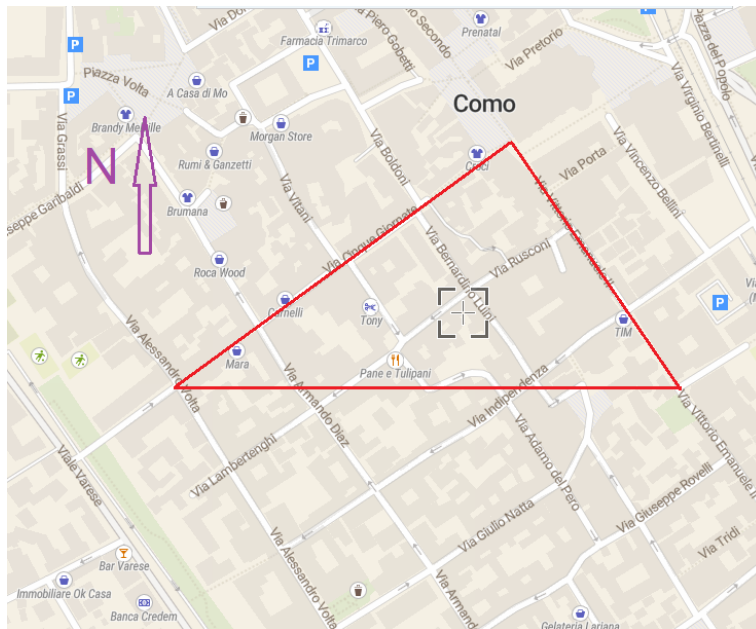 Via Do
Farmacia Trimarco
Via Piero Gobetti
Secondo
Prenatal
P
Piazza del Popolo
P
P
Piazza Volta
A Casa di Mo
Via Pretorio
Via Virginio Bertinelli
P
Brandy Melville
Morgan Store
Como
Via Grassi
N
Rumi & Ganzetti
Via Boldoni
Croci
Via Porta
Via Vincenzo Bellini
Via Vitani
Brumana
Giuseppe Garibaldi
Via Cinque Giornate
Via Vittorio Emanuele II
Roca Wood
Via Bernardino Luini
Via Rusconi
Cornelli
Tony
P
TIM
Via Alessandro Volta
Mara
Pane e Tulipani
Via Armando Diaz
Via Indipendenza
Via Vittorio Emanuele
Via Lambertenghi
Via Adamo del Pero
Viale Varese
Via Giuseppe Rovelli
Via Giulio Natta
Via Tridi
Bar Varese
Via Alessandro Volta
Immobiliare Ok Casa
Banca Credem
Via Armando
Gelateria Lariana